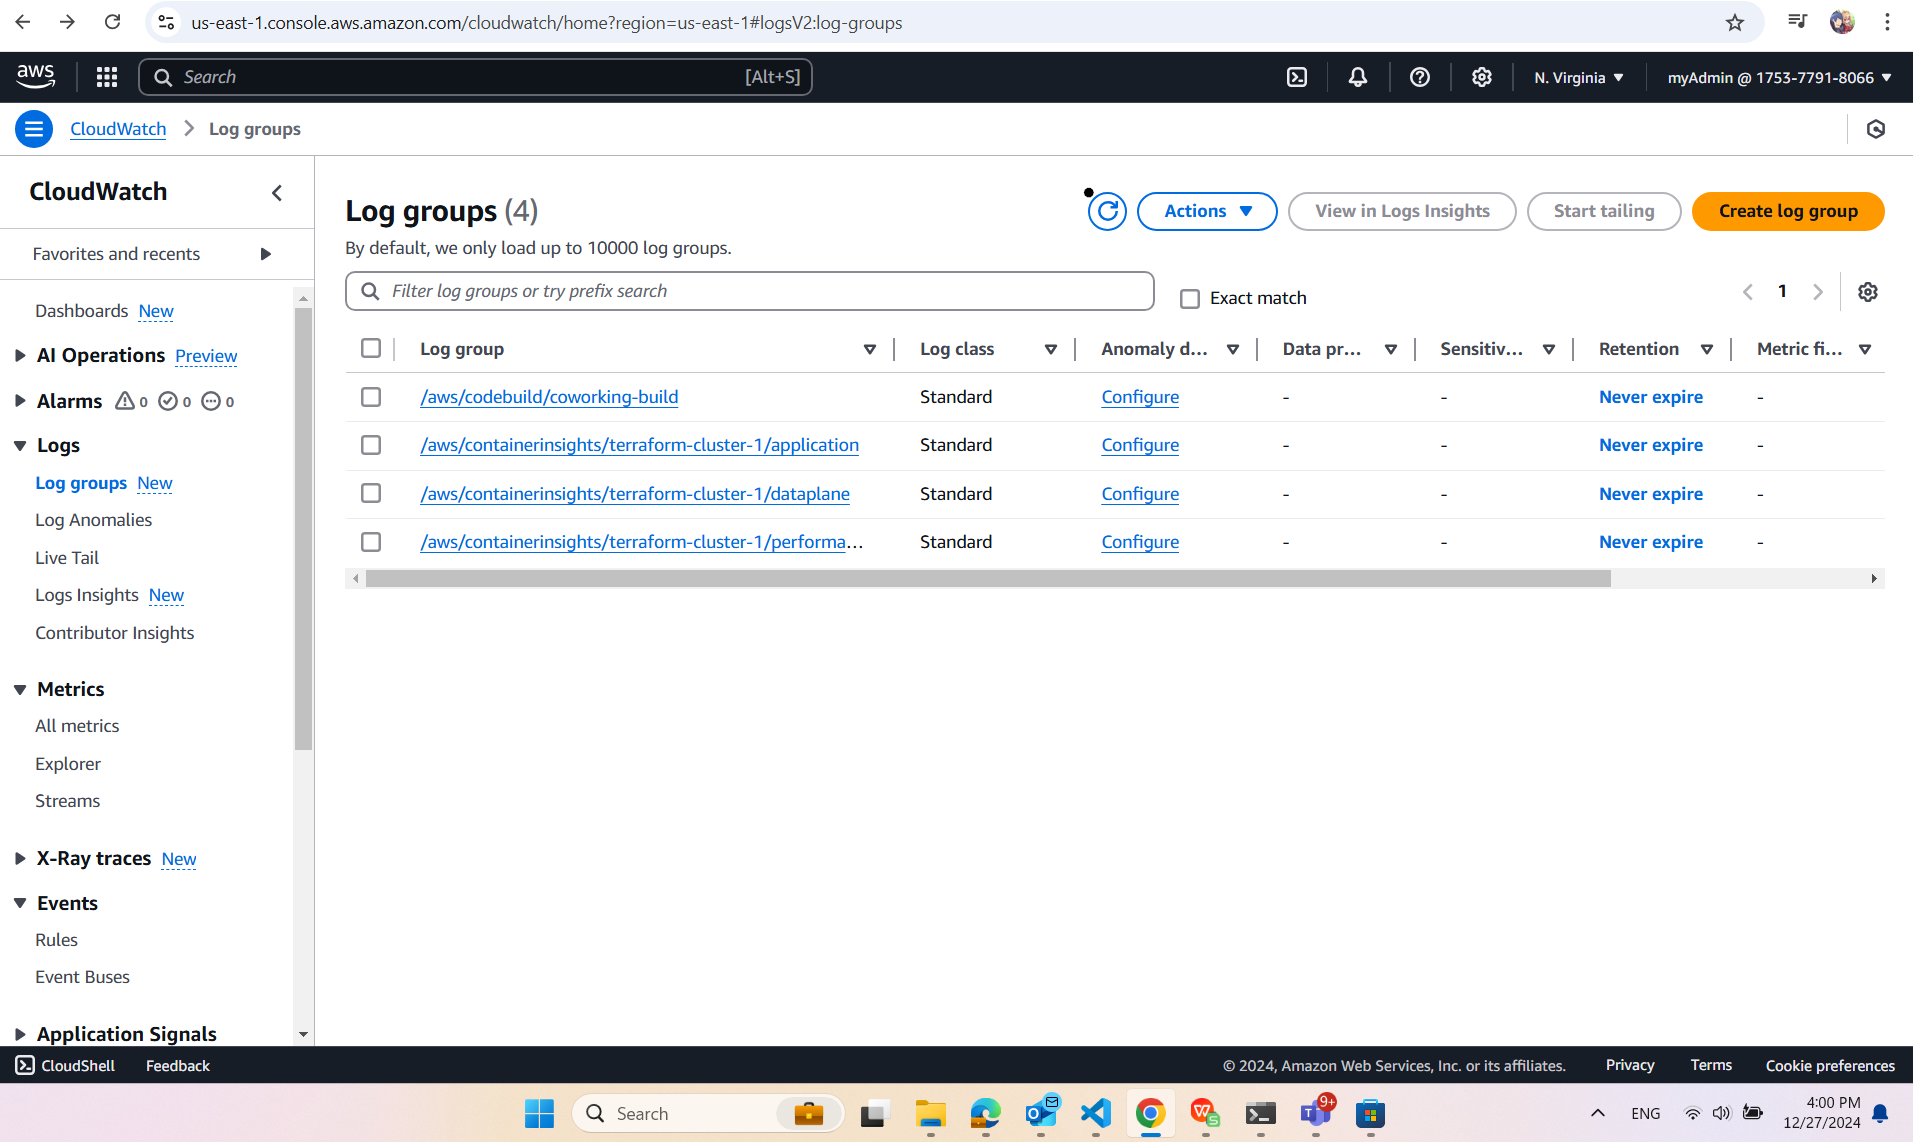 us-east-1.console.aws.amazon.com/cloudwatch/home?region=us-east-1#logsV2:log-groups
aws Search [Alt+S] N. Virginia myAdmin @ 1753-7791-8066
CloudWatch > Log groups
CloudWatch
Favorites and recents
Dashboards New
AI Operations Preview
Alarms 0 0 0
Logs
Log groups New
Log Anomalies
Live Tail
Logs Insights New
Contributor Insights
Metrics
All metrics
Explorer
Streams
X-Ray traces New
Events
Rules
Event Buses
Application Signals
Log groups (4)
Actions View in Logs Insights Start tailing Create log group
By default, we only load up to 10000 log groups.
Filter log groups or try prefix search Exact match 1
Log group Log class Anomaly d... Data pr... Sensitiv... Retention Metric fi...
/aws/codebuild/coworking-build Standard Configure - - Never expire -
/aws/containerinsights/terraform-cluster-1/application Standard Configure - - Never expire -
/aws/containerinsights/terraform-cluster-1/dataplane Standard Configure - - Never expire -
/aws/containerinsights/terraform-cluster-1/performa... Standard Configure - - Never expire -
CloudShell Feedback © 2024, Amazon Web Services, Inc. or its affiliates. Privacy Terms Cookie preferences
Search 9+ ENG 4:00 PM
12/27/2024